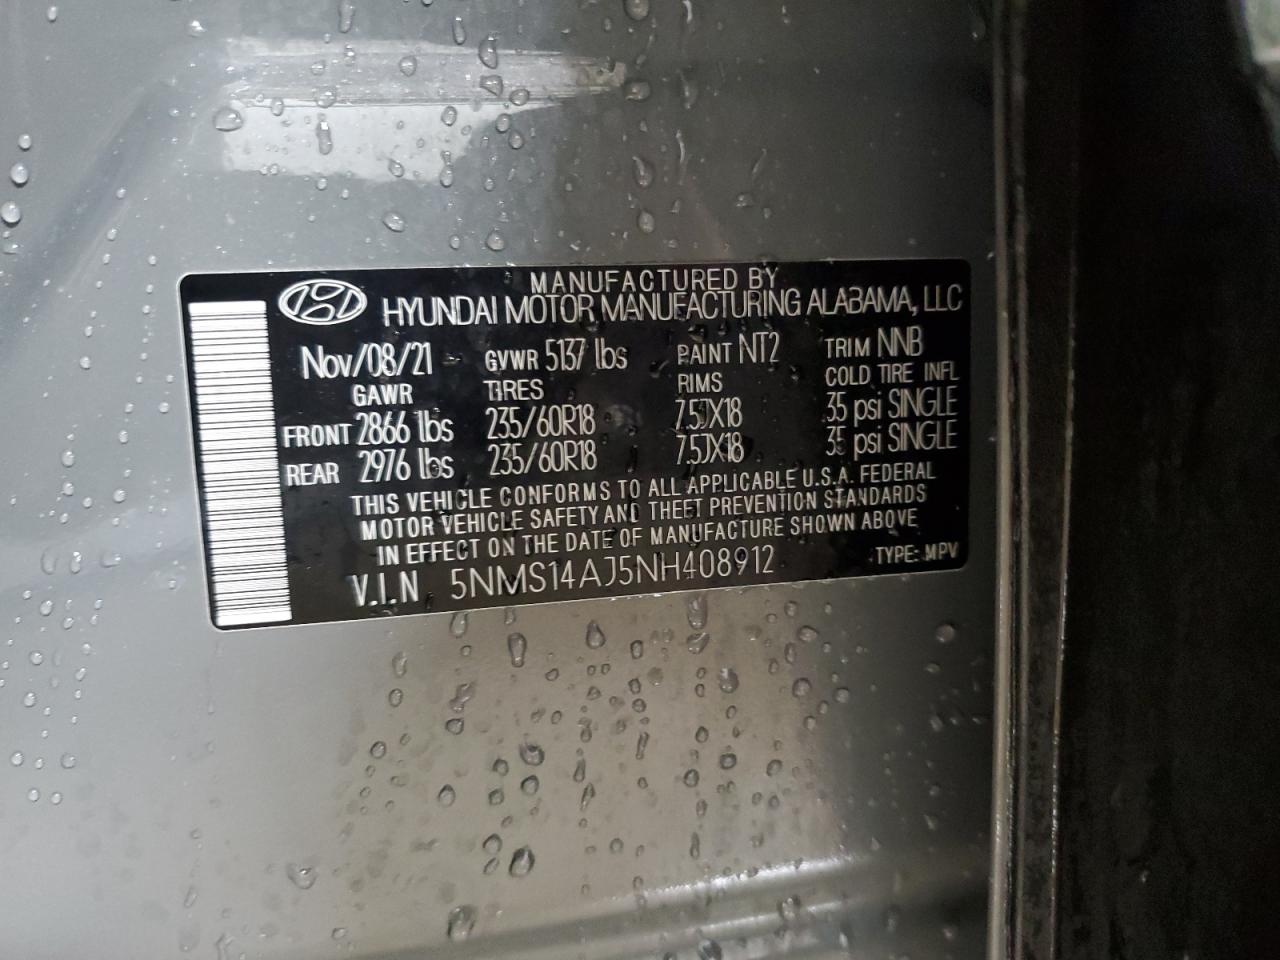 MANUFACTURED BY
HYUNDAI MOTOR MANUFACTURING ALABAMA, LLC
Nov/08/21 GVWR 5137 lbs PAINT NT2 TRIM NNB
GAWR TIRES RIMS COLD TIRE INFL
FRONT 2866 lbs 235/60R18 7.5JX18 35 psi SINGLE
REAR 2976 lbs 235/60R18 7.5JX18 35 psi SINGLE
THIS VEHICLE CONFORMS TO ALL APPLICABLE U.S.A. FEDERAL
MOTOR VEHICLE SAFETY AND THEFT PREVENTION STANDARDS
IN EFFECT ON THE DATE OF MANUFACTURE SHOWN ABOVE
V.I.N 5NMS14AJ5NH408912 TYPE: MPV